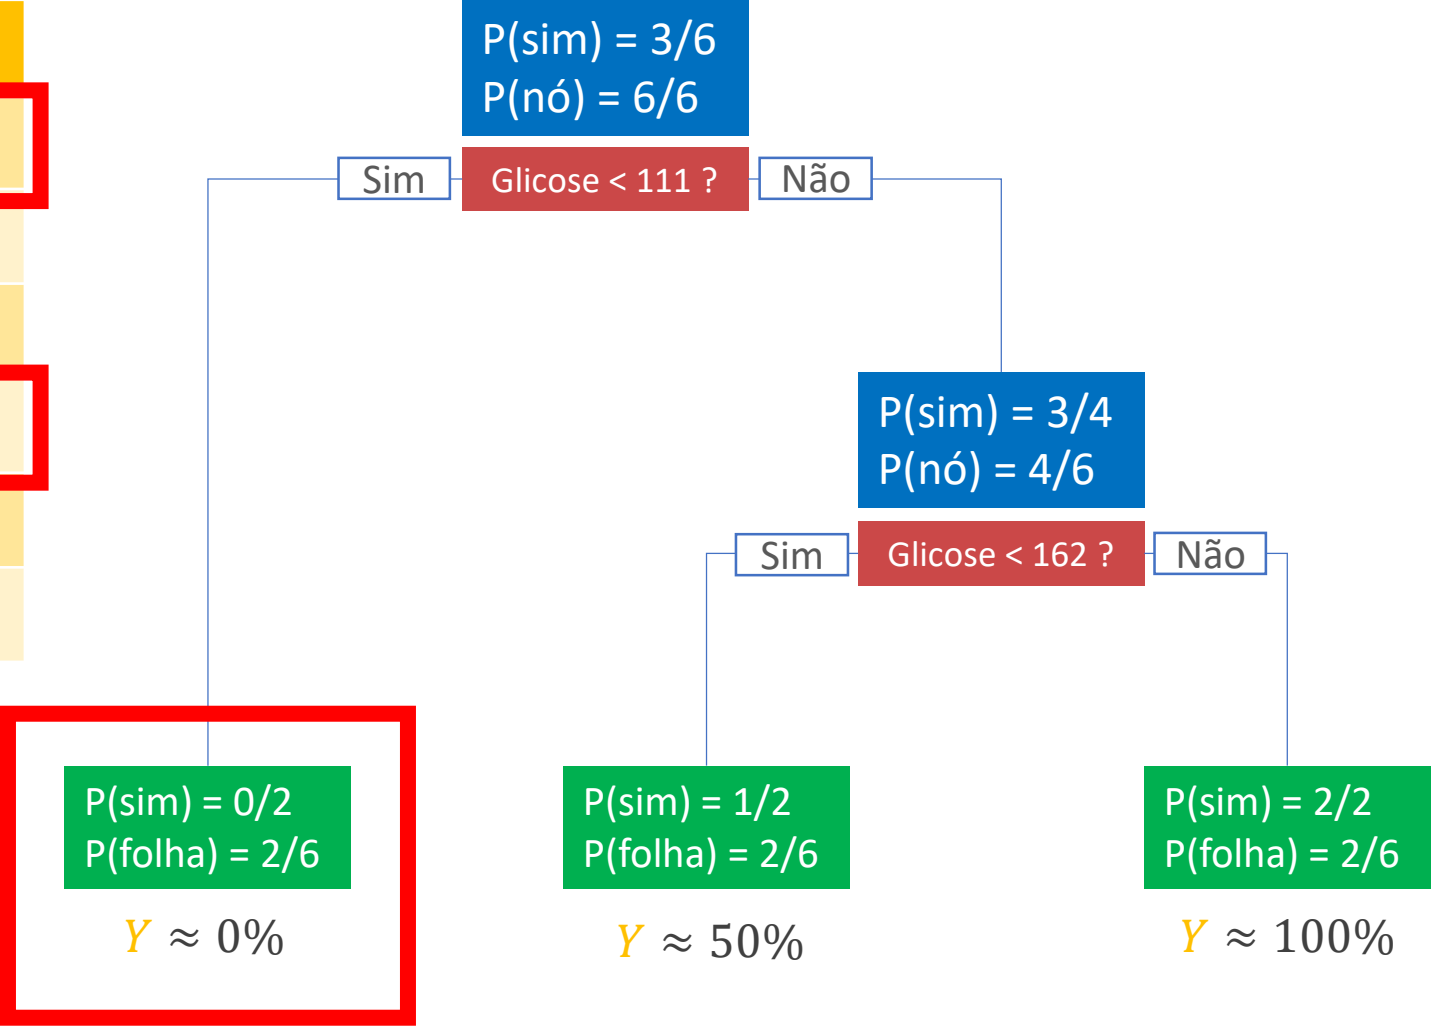 P(sim) = 3/6
P(nó) = 6/6
Sim
Glicose < 111 ?
Não
P(sim) = 3/4
P(nó) = 4/6
Sim
Glicose < 162 ?
Não
P(sim) = 0/2
P(folha) = 2/6
Y ≈ 0%
P(sim) = 1/2
P(folha) = 2/6
Y ≈ 50%
P(sim) = 2/2
P(folha) = 2/6
Y ≈ 100%